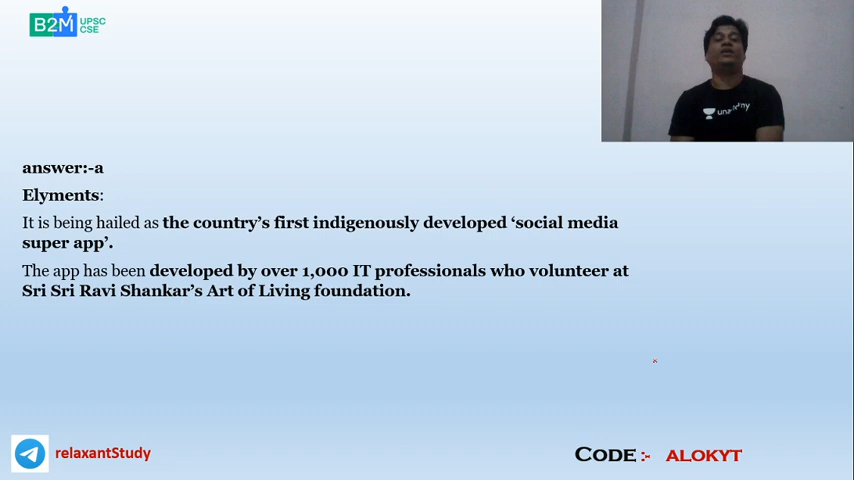 B2M UPSC
CSE
unacademy
answer:-a
Elyments:
It is being hailed as the country's first indigenously developed 'social media
super app'.
The app has been developed by over 1,000 IT professionals who volunteer at
Sri Sri Ravi Shankar's Art of Living foundation.
relaxantStudy
CODE :- ALOKYT